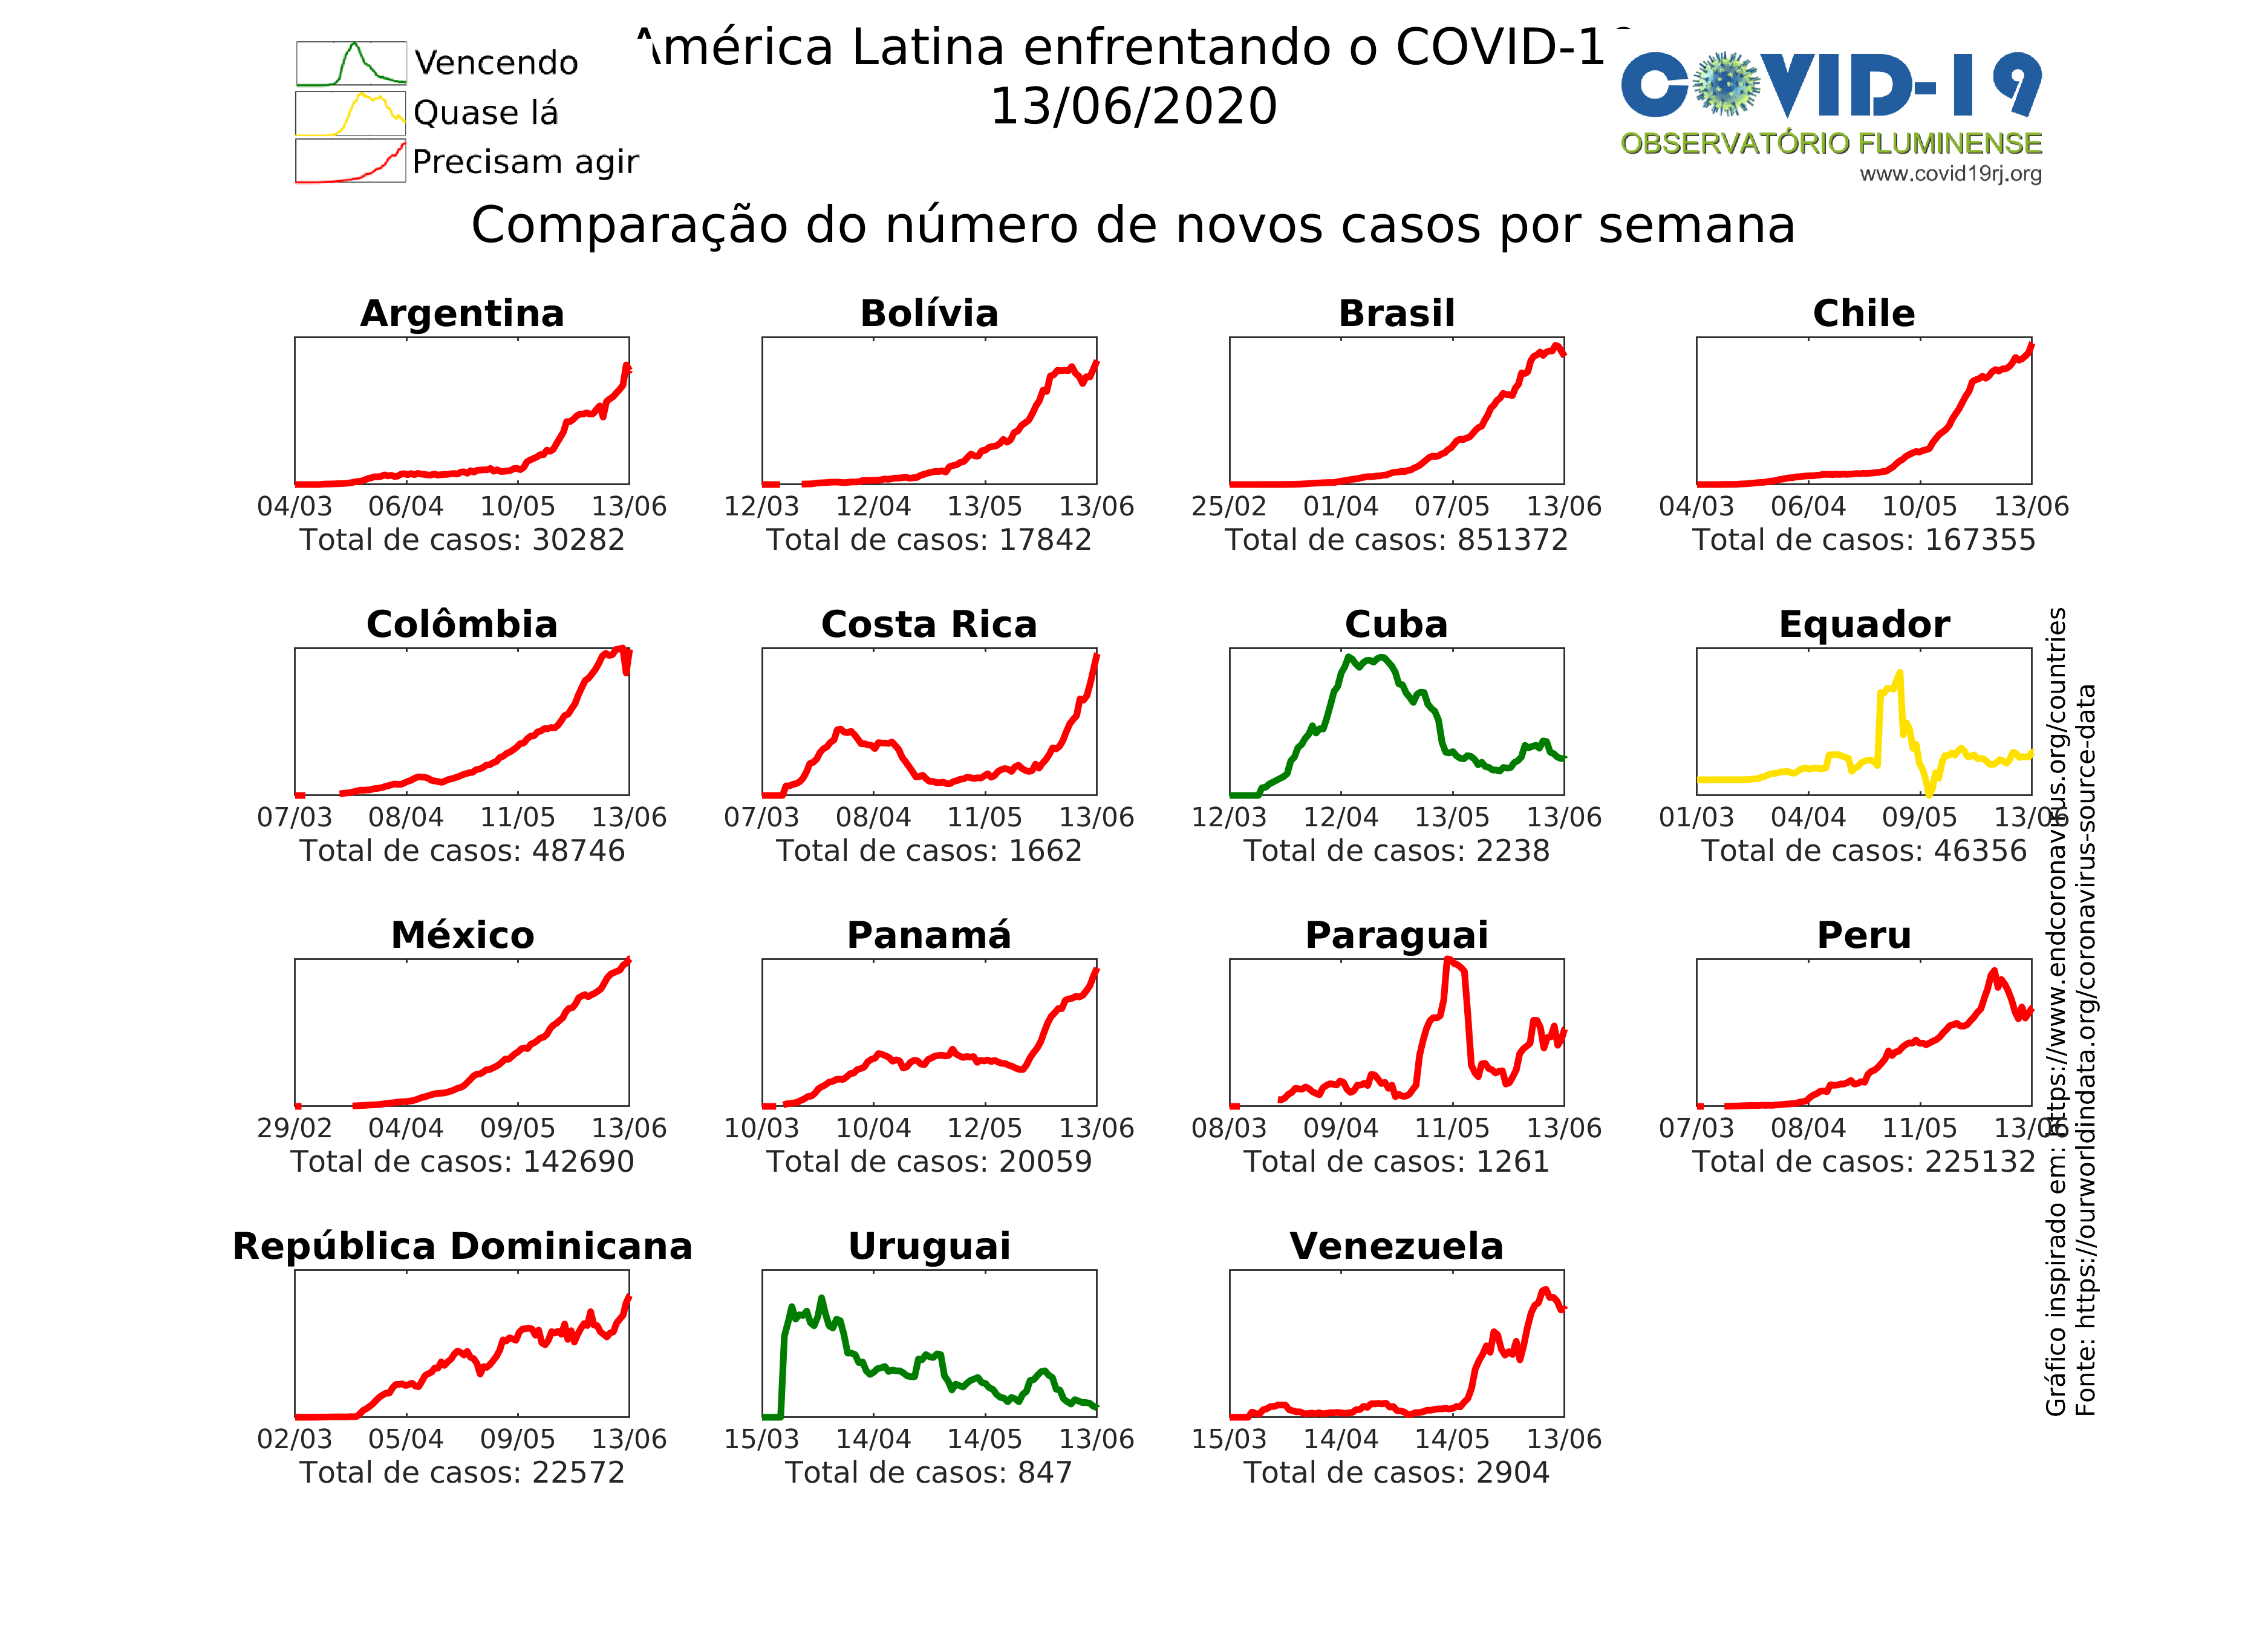 Vencendo
Quase lá
Precisam agir
América Latina enfrentando o COVID-19
13/06/2020
COVID-19
OBSERVATÓRIO FLUMINENSE
www.covid19rj.org
Comparação do número de novos casos por semana
Argentina
04/03 06/04 10/05 13/06
Total de casos: 30282
Bolívia
12/03 12/04 13/05 13/06
Total de casos: 17842
Brasil
25/02 01/04 07/05 13/06
Total de casos: 851372
Chile
04/03 06/04 10/05 13/06
Total de casos: 167355
Colômbia
07/03 08/04 11/05 13/06
Total de casos: 48746
Costa Rica
07/03 08/04 11/05 13/06
Total de casos: 1662
Cuba
12/03 12/04 13/05 13/06
Total de casos: 2238
Equador
01/03 04/04 09/05 13/06
Total de casos: 46356
México
29/02 04/04 09/05 13/06
Total de casos: 142690
Panamá
10/03 10/04 12/05 13/06
Total de casos: 20059
Paraguai
08/03 09/04 11/05 13/06
Total de casos: 1261
Peru
07/03 08/04 11/05 13/06
Total de casos: 225132
República Dominicana
02/03 05/04 09/05 13/06
Total de casos: 22572
Uruguai
15/03 14/04 14/05 13/06
Total de casos: 847
Venezuela
15/03 14/04 14/05 13/06
Total de casos: 2904
Gráfico inspirado em: https://www.endcoronavirus.org/countries
Fonte: https://ourworldindata.org/coronavirus-source-data